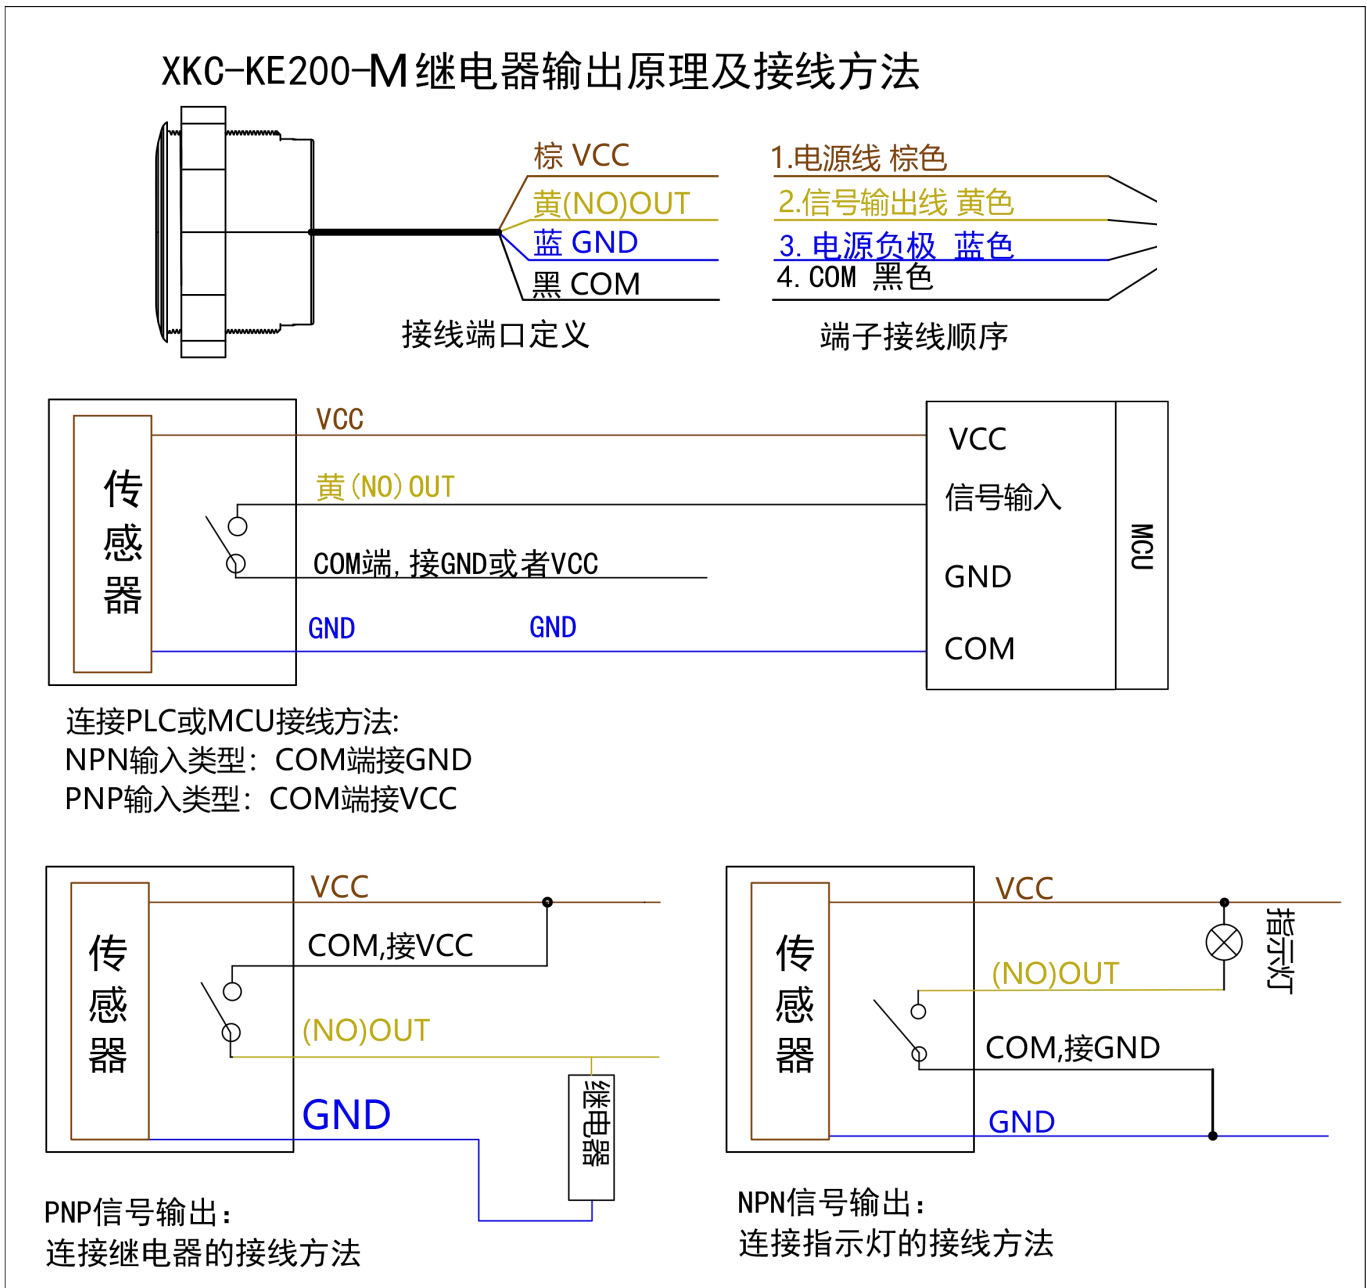 XKC-KE200-M继电器输出原理及接线方法
棕 VCC
黄(NO)OUT
蓝 GND
黑 COM
接线端口定义
1.电源线 棕色
2.信号输出线 黄色
3. 电源负极 蓝色
4. COM 黑色
端子接线顺序
传感器
VCC
黄(NO)OUT
COM端, 接GND或者VCC
GND
GND
VCC
信号输入
GND
COM
MCU
连接PLC或MCU接线方法:
NPN输入类型：COM端接GND
PNP输入类型：COM端接VCC
传感器
VCC
COM,接VCC
(NO)OUT
GND
继电器
PNP信号输出：
连接继电器的接线方法
传感器
VCC
指示灯
(NO)OUT
COM,接GND
GND
NPN信号输出：
连接指示灯的接线方法